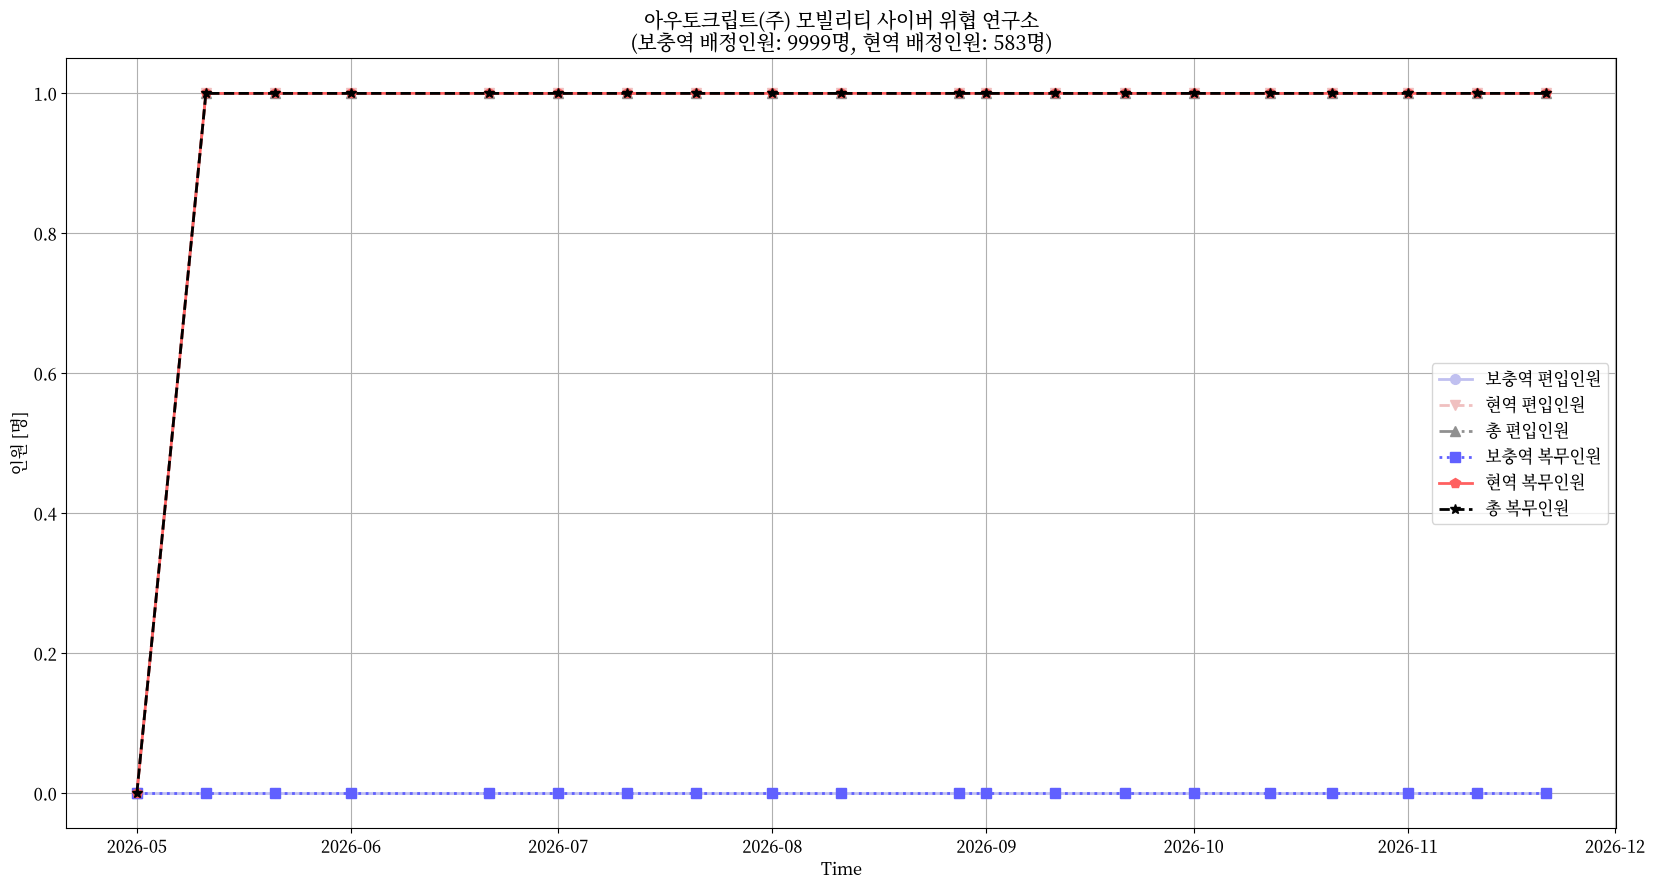 아우토크립트(주) 모빌리티 사이버 위협 연구소
(보충역 배정인원: 9999명, 현역 배정인원: 583명)
인원 [명]
1.0
0.8
0.6
0.4
0.2
0.0
보충역 편입인원
현역 편입인원
총 편입인원
보충역 복무인원
현역 복무인원
총 복무인원
2026-05 2026-06 2026-07 2026-08 2026-09 2026-10 2026-11 2026-12
Time